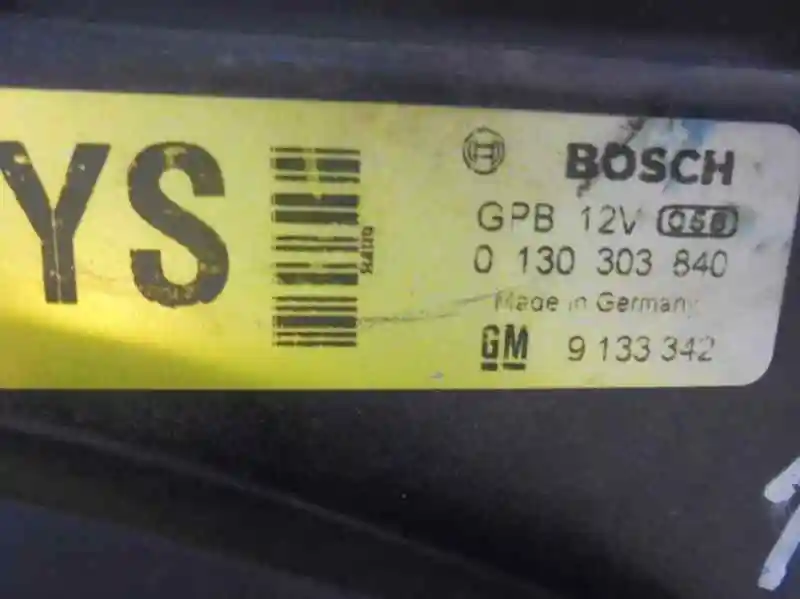 YS
BOSCH
GPB 12V 058
0 130 303 840
Made in Germany
GM 9 133 342